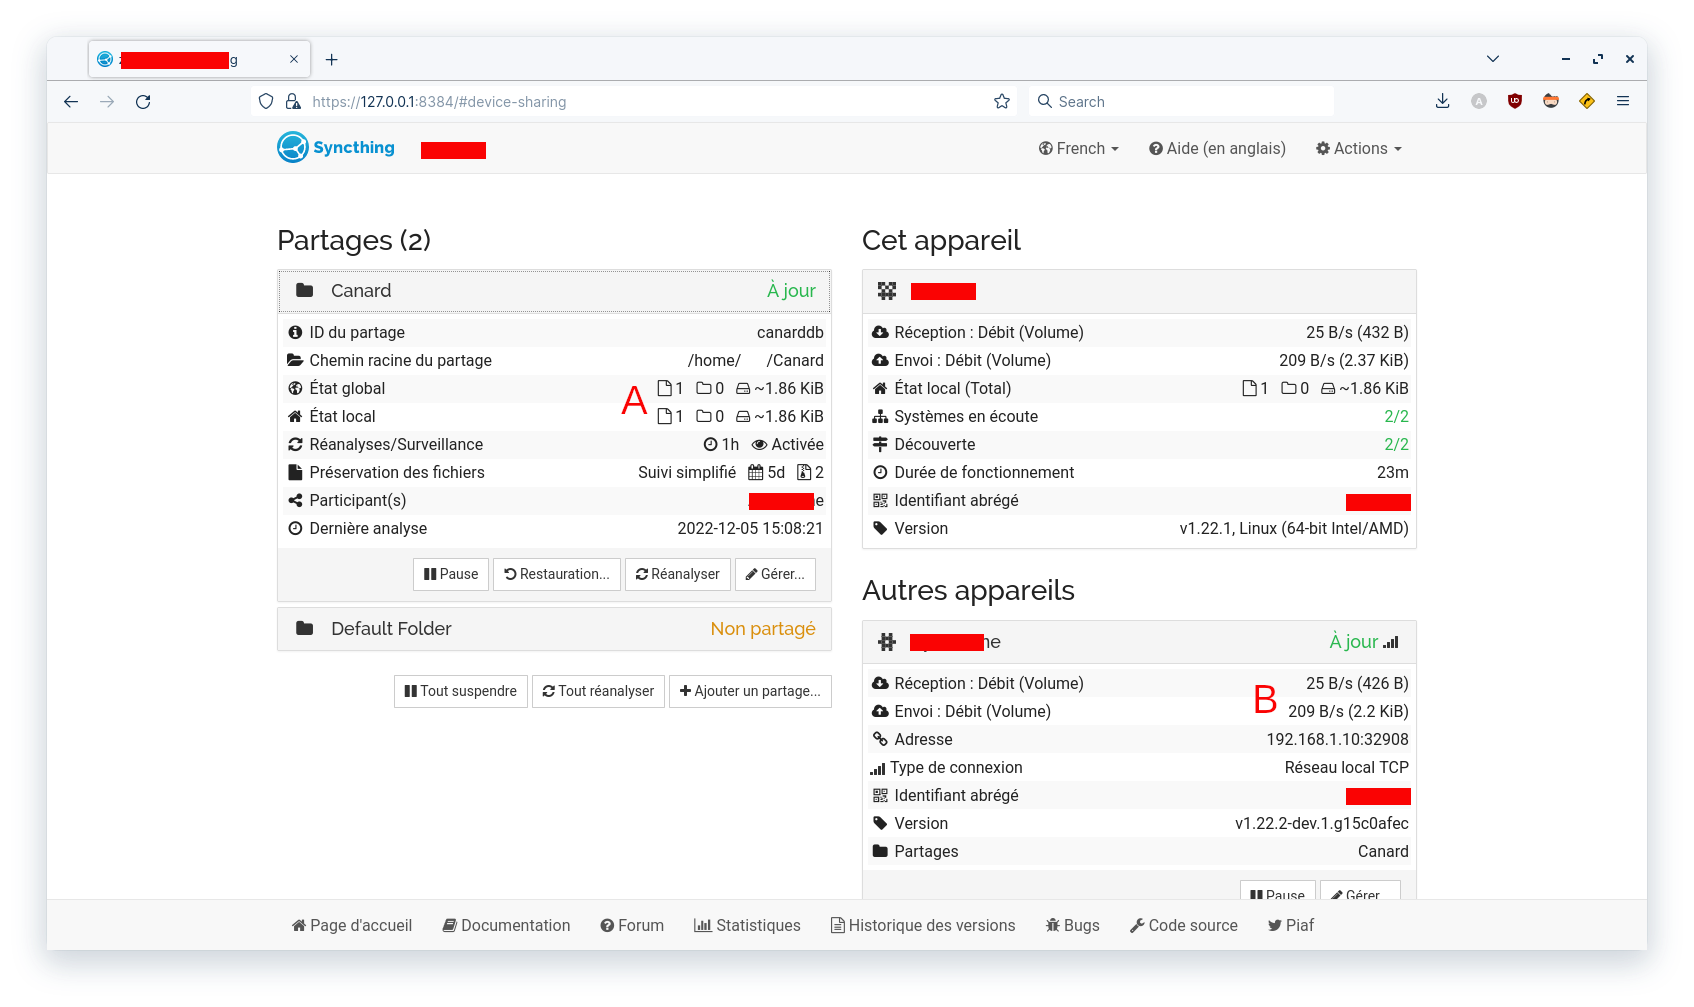 g
https://127.0.0.1:8384/#device-sharing
Search
Syncthing
French
Aide (en anglais)
Actions
Partages (2)
Canard
À jour
ID du partage
canarddb
Chemin racine du partage
/home/ /Canard
État global
1 0 ~1.86 KiB
A
État local
1 0 ~1.86 KiB
Réanalyses/Surveillance
1h Activée
Préservation des fichiers
Suivi simplifié 5d 2
Participant(s)
e
Dernière analyse
2022-12-05 15:08:21
Pause
Restauration...
Réanalyser
Gérer...
Default Folder
Non partagé
Tout suspendre
Tout réanalyser
Ajouter un partage...
Cet appareil
Réception : Débit (Volume)
25 B/s (432 B)
Envoi : Débit (Volume)
209 B/s (2.37 KiB)
État local (Total)
1 0 ~1.86 KiB
Systèmes en écoute
2/2
Découverte
2/2
Durée de fonctionnement
23m
Identifiant abrégé
Version
v1.22.1, Linux (64-bit Intel/AMD)
Autres appareils
ne
À jour
Réception : Débit (Volume)
25 B/s (426 B)
B
Envoi : Débit (Volume)
209 B/s (2.2 KiB)
Adresse
192.168.1.10:32908
Type de connexion
Réseau local TCP
Identifiant abrégé
Version
v1.22.2-dev.1.g15c0afec
Partages
Canard
Pause
Gérer...
Page d'accueil
Documentation
Forum
Statistiques
Historique des versions
Bugs
Code source
Piaf